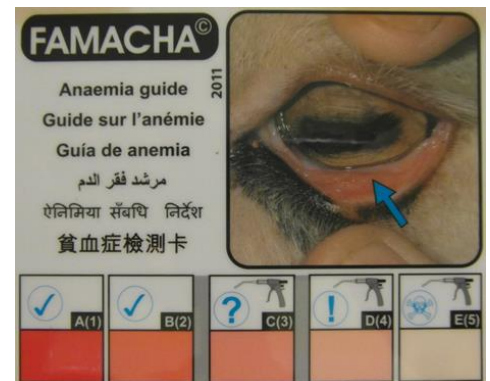 FAMACHA©
2011
Anaemia guide
Guide sur l'anémie
Guía de anemia
مرشد فقر الدم
ऐनिमिया सँबधि निर्देश
貧血症檢測卡
✓ A(1)
✓ B(2)
? C(3)
! D(4)
E(5)